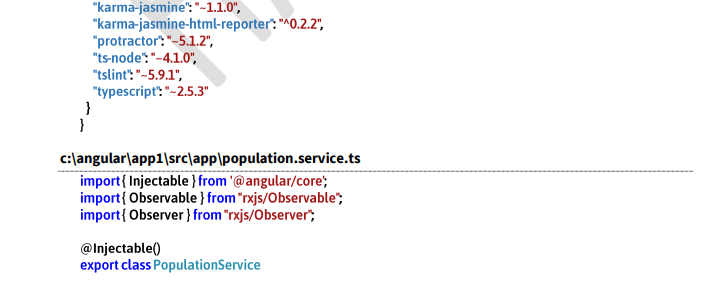 "karma-jasmine": "~1.1.0",
"karma-jasmine-html-reporter": "^0.2.2",
"protractor": "~5.1.2",
"ts-node": "~4.1.0",
"tslint": "~5.9.1",
"typescript": "~2.5.3"
}
}
c:\angular\app1\src\app\population.service.ts
import { Injectable } from '@angular/core';
import { Observable } from "rxjs/Observable";
import { Observer } from "rxjs/Observer";
@Injectable()
export class PopulationService